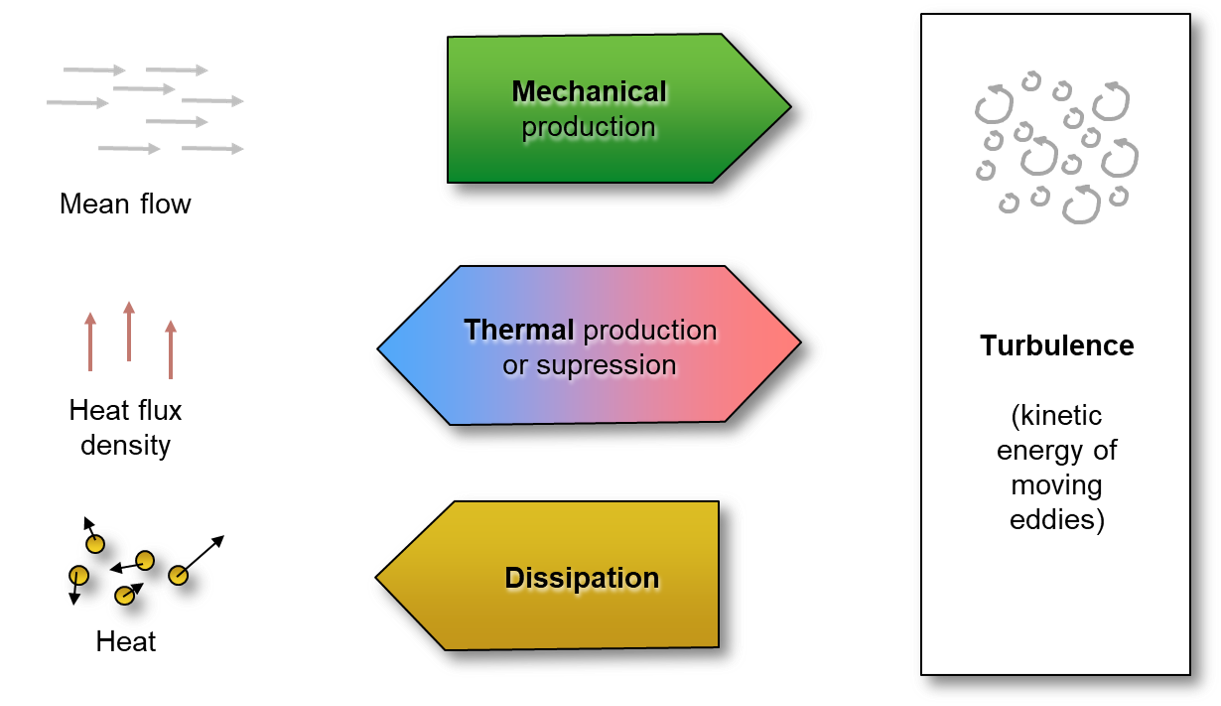 Mechanical
production
Mean flow
Thermal production
or supression
Heat flux
density
Dissipation
Heat
Turbulence
(kinetic
energy of
moving
eddies)